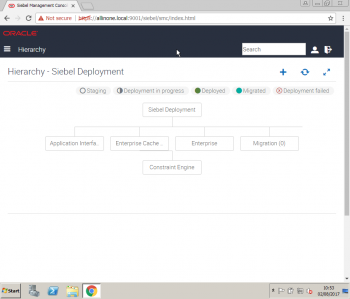 Siebel Management Consol
Not secure | https://allinone.local:9001/siebel/smc/index.html
ORACLE
Hierarchy
Search
Hierarchy - Siebel Deployment
Staging
Deployment in progress
Deployed
Migrated
Deployment failed
Siebel Deployment
Application Interfa..
Enterprise Cache ..
Enterprise
Migration (0)
Constraint Engine
Start
10:53
02/08/2017